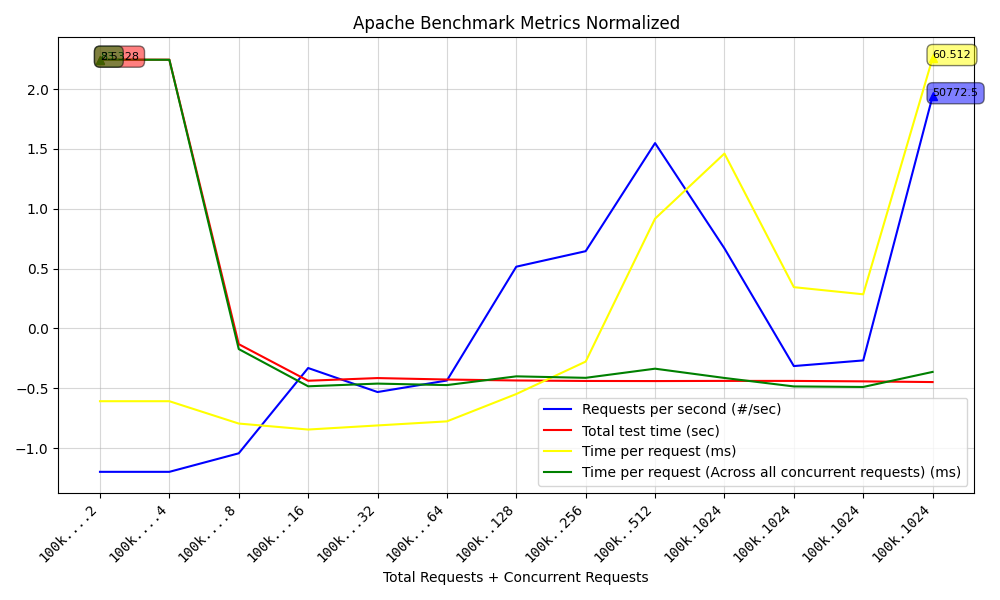 Apache Benchmark Metrics Normalized
60.512
50772.5
2.0
1.5
1.0
0.5
0.0
−0.5
−1.0
Requests per second (#/sec)
Total test time (sec)
Time per request (ms)
Time per request (Across all concurrent requests) (ms)
100k....2
100k....4
100k....8
100k...16
100k...32
100k...64
100k..128
100k..256
100k..512
100k.1024
100k.1024
100k.1024
100k.1024
Total Requests + Concurrent Requests